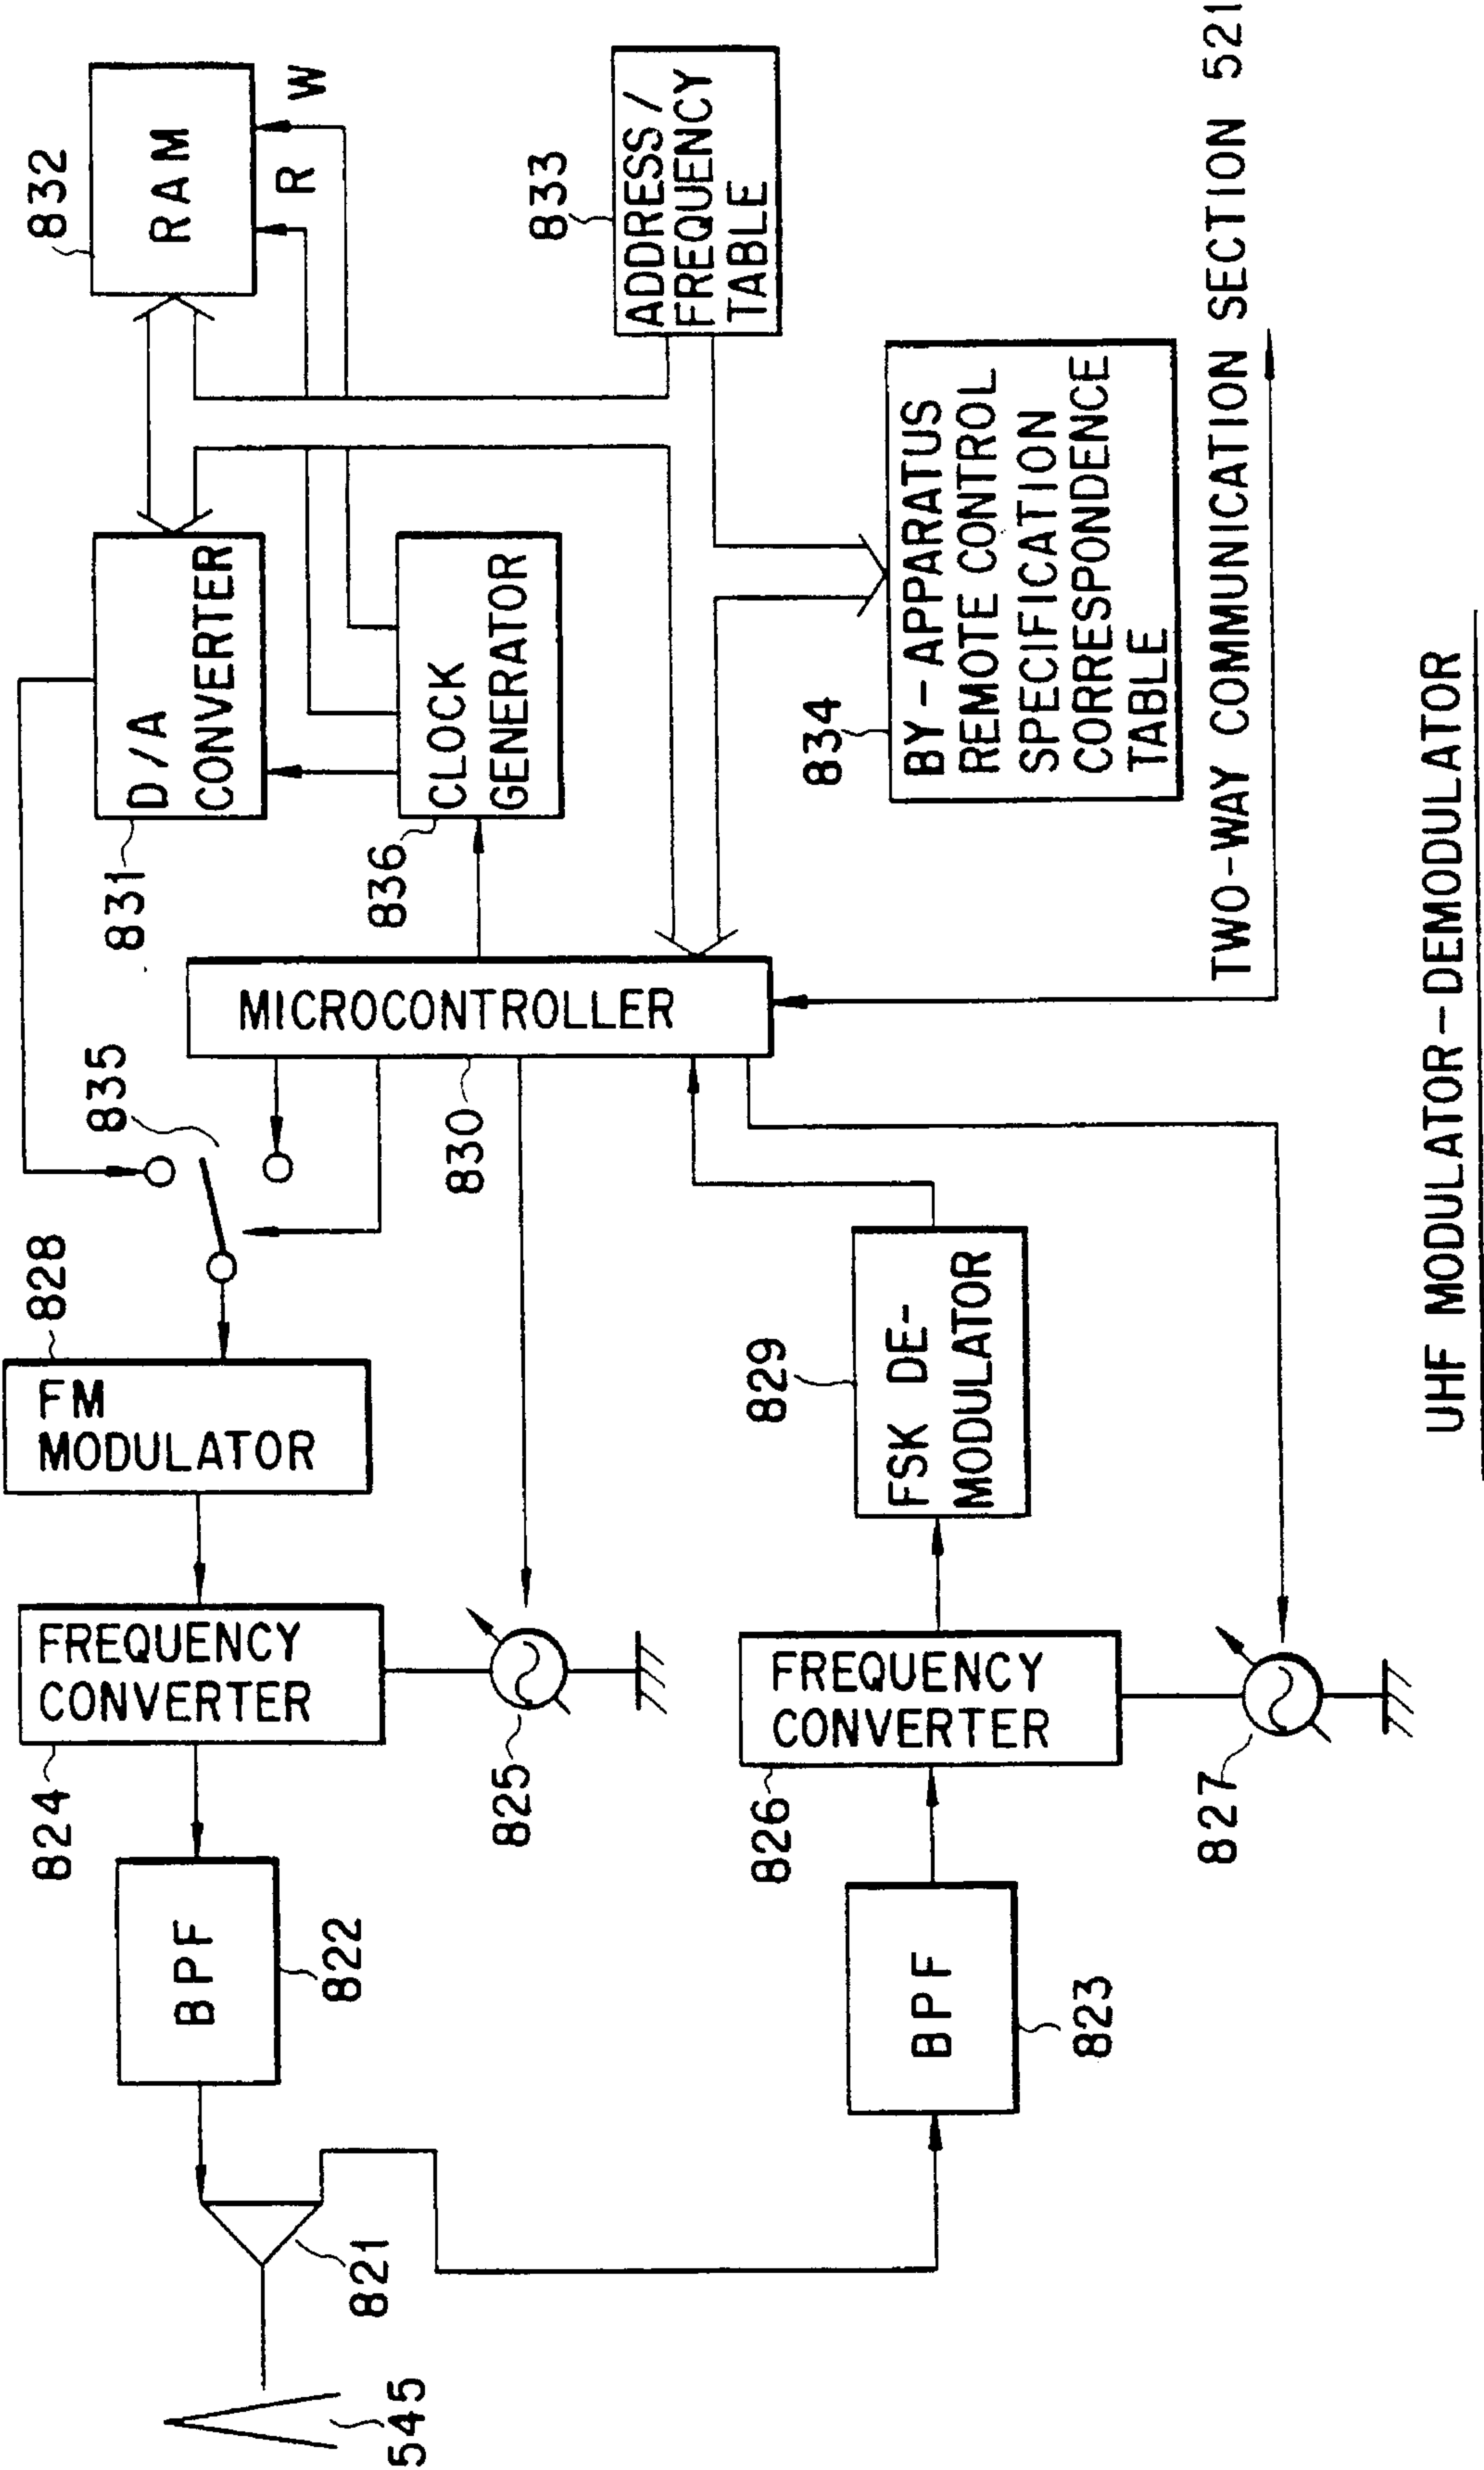 545
821
BPF
822
824
FREQUENCY
CONVERTER
825
FM
MODULATOR
828
835
MICROCONTROLLER
830
831
D/A
CONVERTER
836
CLOCK
GENERATOR
832
RAM
R
W
833
ADDRESS/
FREQUENCY
TABLE
834
BY-APPARATUS
REMOTE CONTROL
SPECIFICATION
CORRESPONDENCE
TABLE
BPF
823
826
FREQUENCY
CONVERTER
827
829
FSK DE-
MODULATOR
TWO-WAY COMMUNICATION SECTION 521
UHF MODULATOR-DEMODULATOR